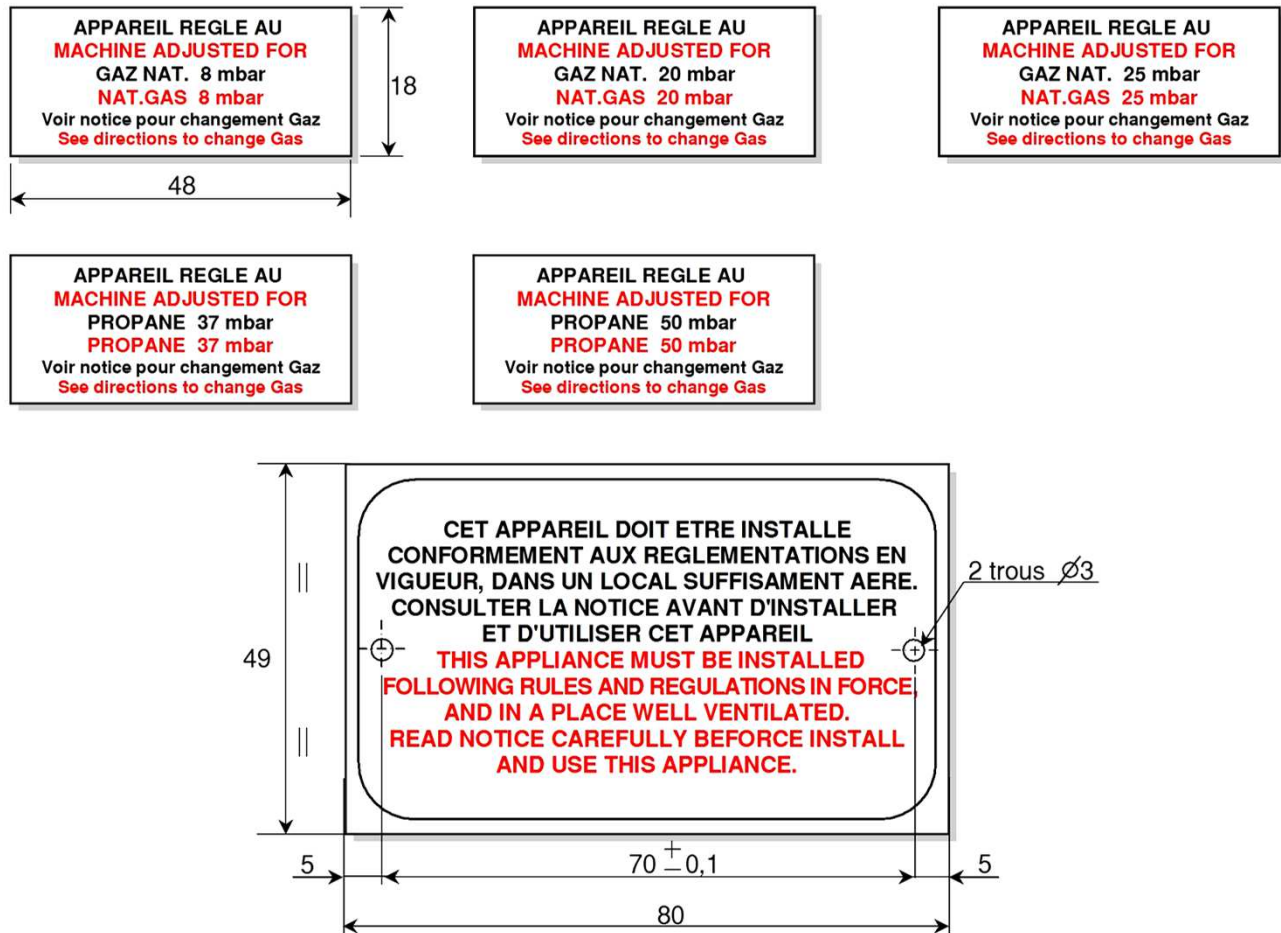 APPAREIL REGLE AU
MACHINE ADJUSTED FOR
GAZ NAT. 8 mbar
NAT.GAS 8 mbar
Voir notice pour changement Gaz
See directions to change Gas
18
48
APPAREIL REGLE AU
MACHINE ADJUSTED FOR
GAZ NAT. 20 mbar
NAT.GAS 20 mbar
Voir notice pour changement Gaz
See directions to change Gas
APPAREIL REGLE AU
MACHINE ADJUSTED FOR
GAZ NAT. 25 mbar
NAT.GAS 25 mbar
Voir notice pour changement Gaz
See directions to change Gas
APPAREIL REGLE AU
MACHINE ADJUSTED FOR
PROPANE 37 mbar
PROPANE 37 mbar
Voir notice pour changement Gaz
See directions to change Gas
APPAREIL REGLE AU
MACHINE ADJUSTED FOR
PROPANE 50 mbar
PROPANE 50 mbar
Voir notice pour changement Gaz
See directions to change Gas
CET APPAREIL DOIT ETRE INSTALLE
CONFORMEMENT AUX REGLEMENTATIONS EN
VIGUEUR, DANS UN LOCAL SUFFISAMENT AERE.
CONSULTER LA NOTICE AVANT D'INSTALLER
ET D'UTILISER CET APPAREIL
THIS APPLIANCE MUST BE INSTALLED
FOLLOWING RULES AND REGULATIONS IN FORCE,
AND IN A PLACE WELL VENTILATED.
READ NOTICE CAREFULLY BEFORCE INSTALL
AND USE THIS APPLIANCE.
2 trous Ø3
49
5
70 ±0,1
5
80